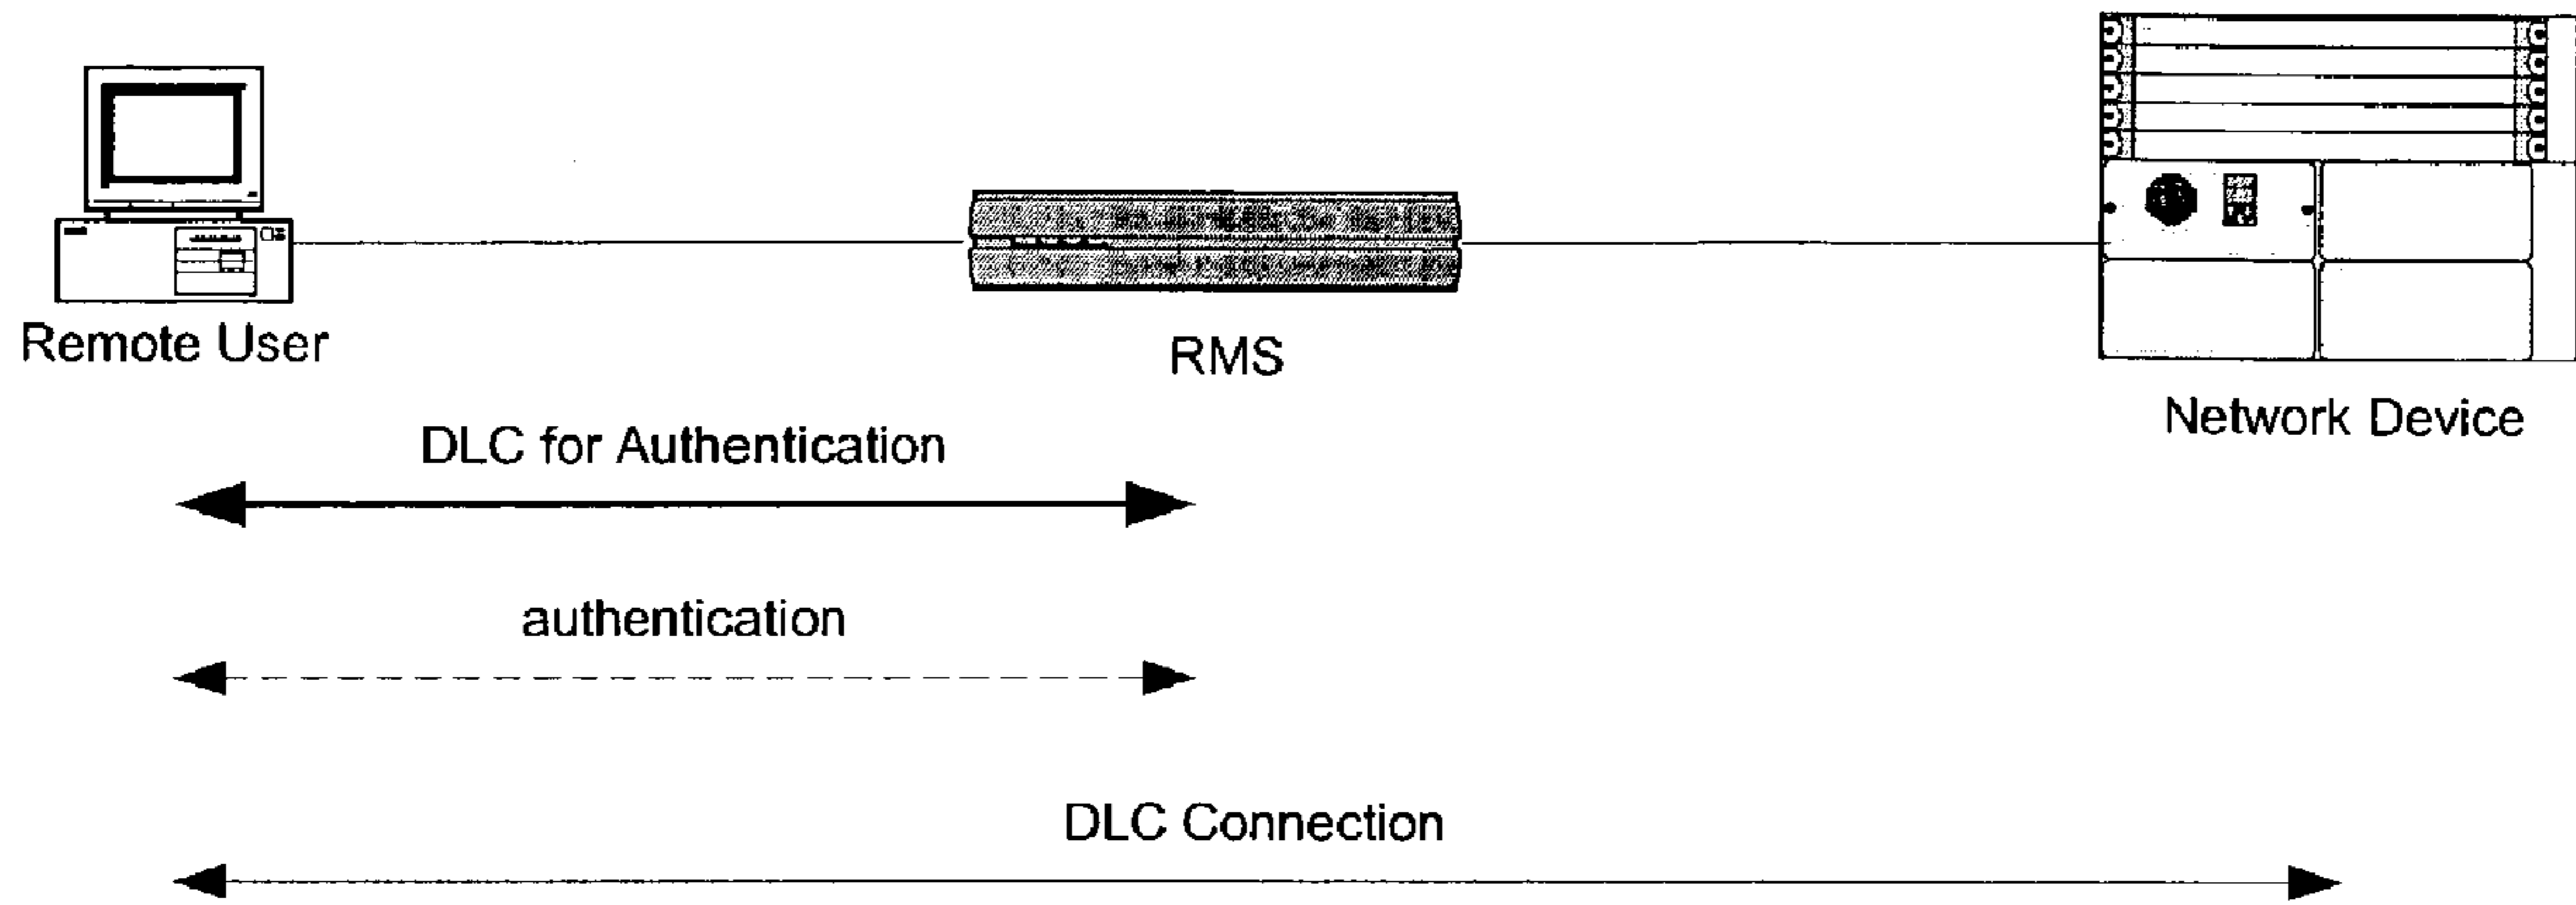 Remote User
RMS
Network Device
DLC for Authentication
authentication
DLC Connection